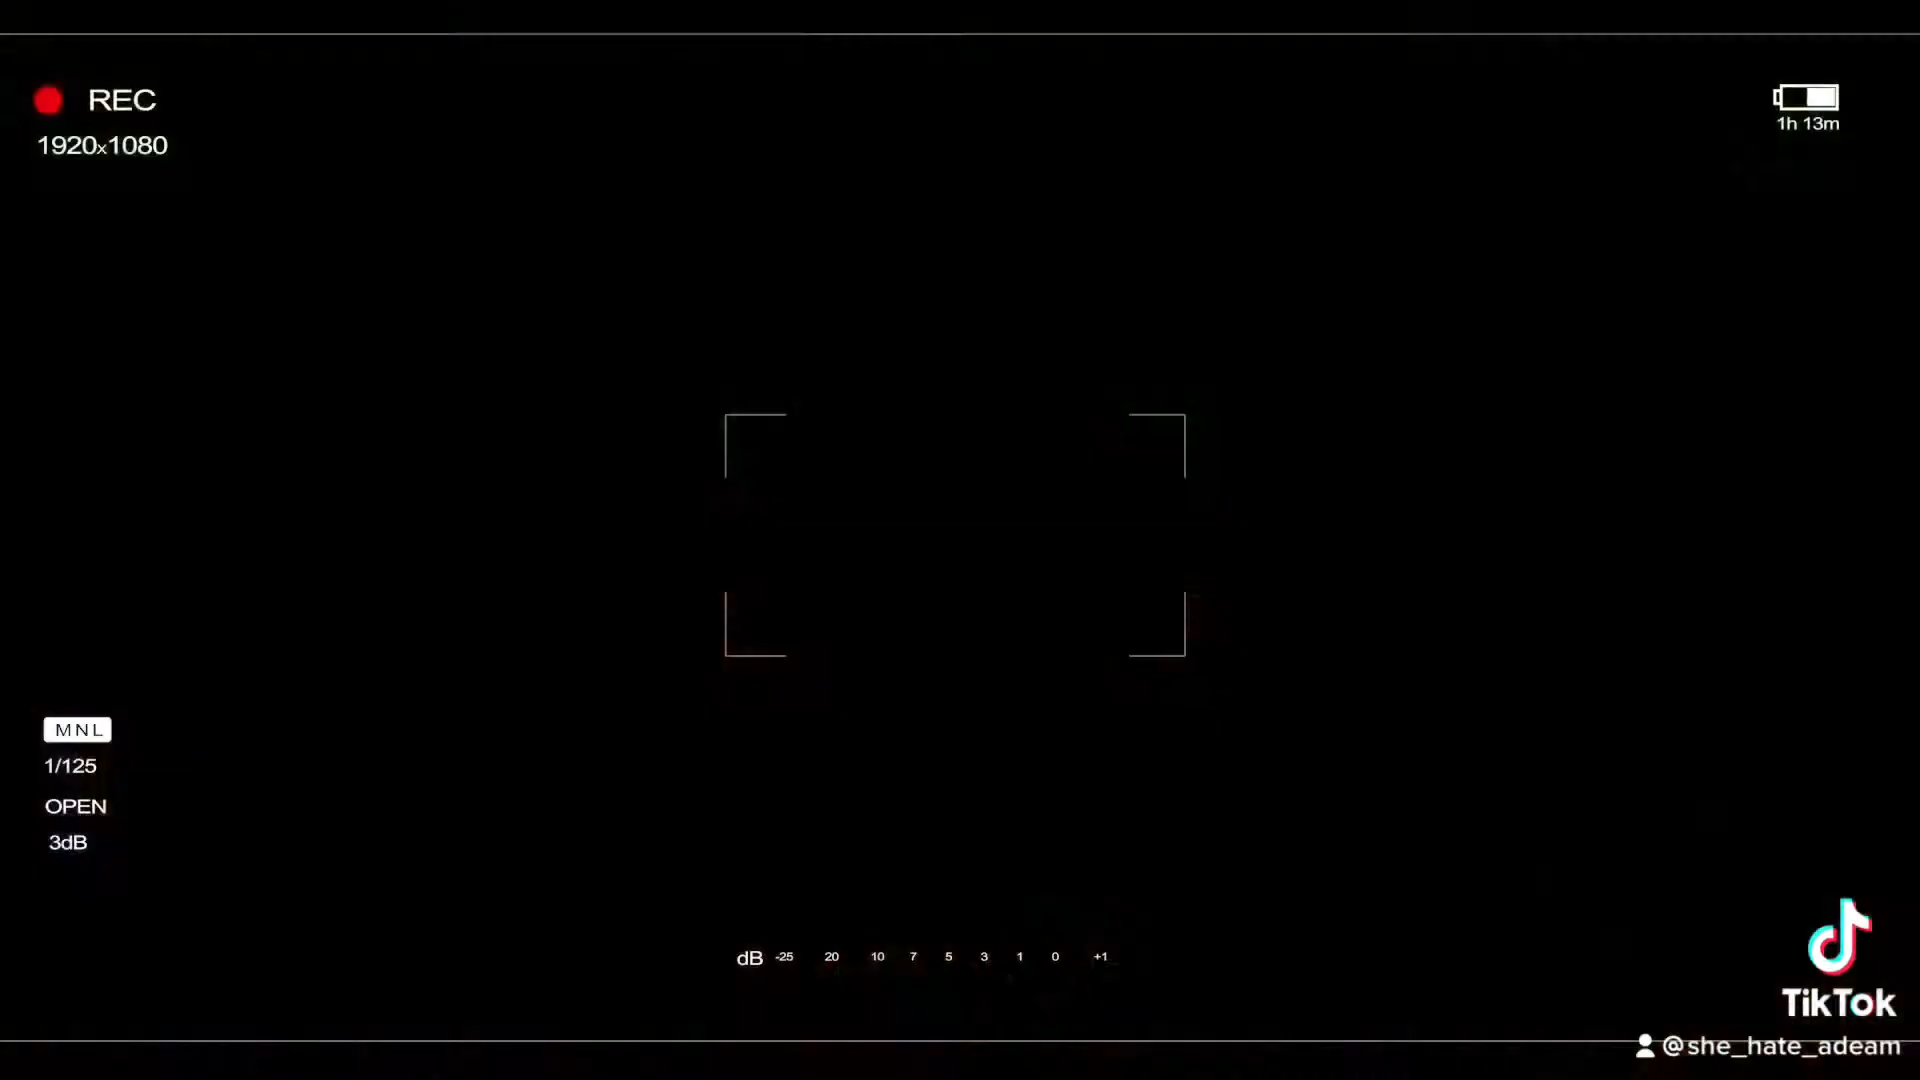 REC
1920x1080
1h 13m
MNL
1/125
OPEN
3dB
dB -25 20 10 7 5 3 1 0 +1
TikTok
@she_hate_adeam